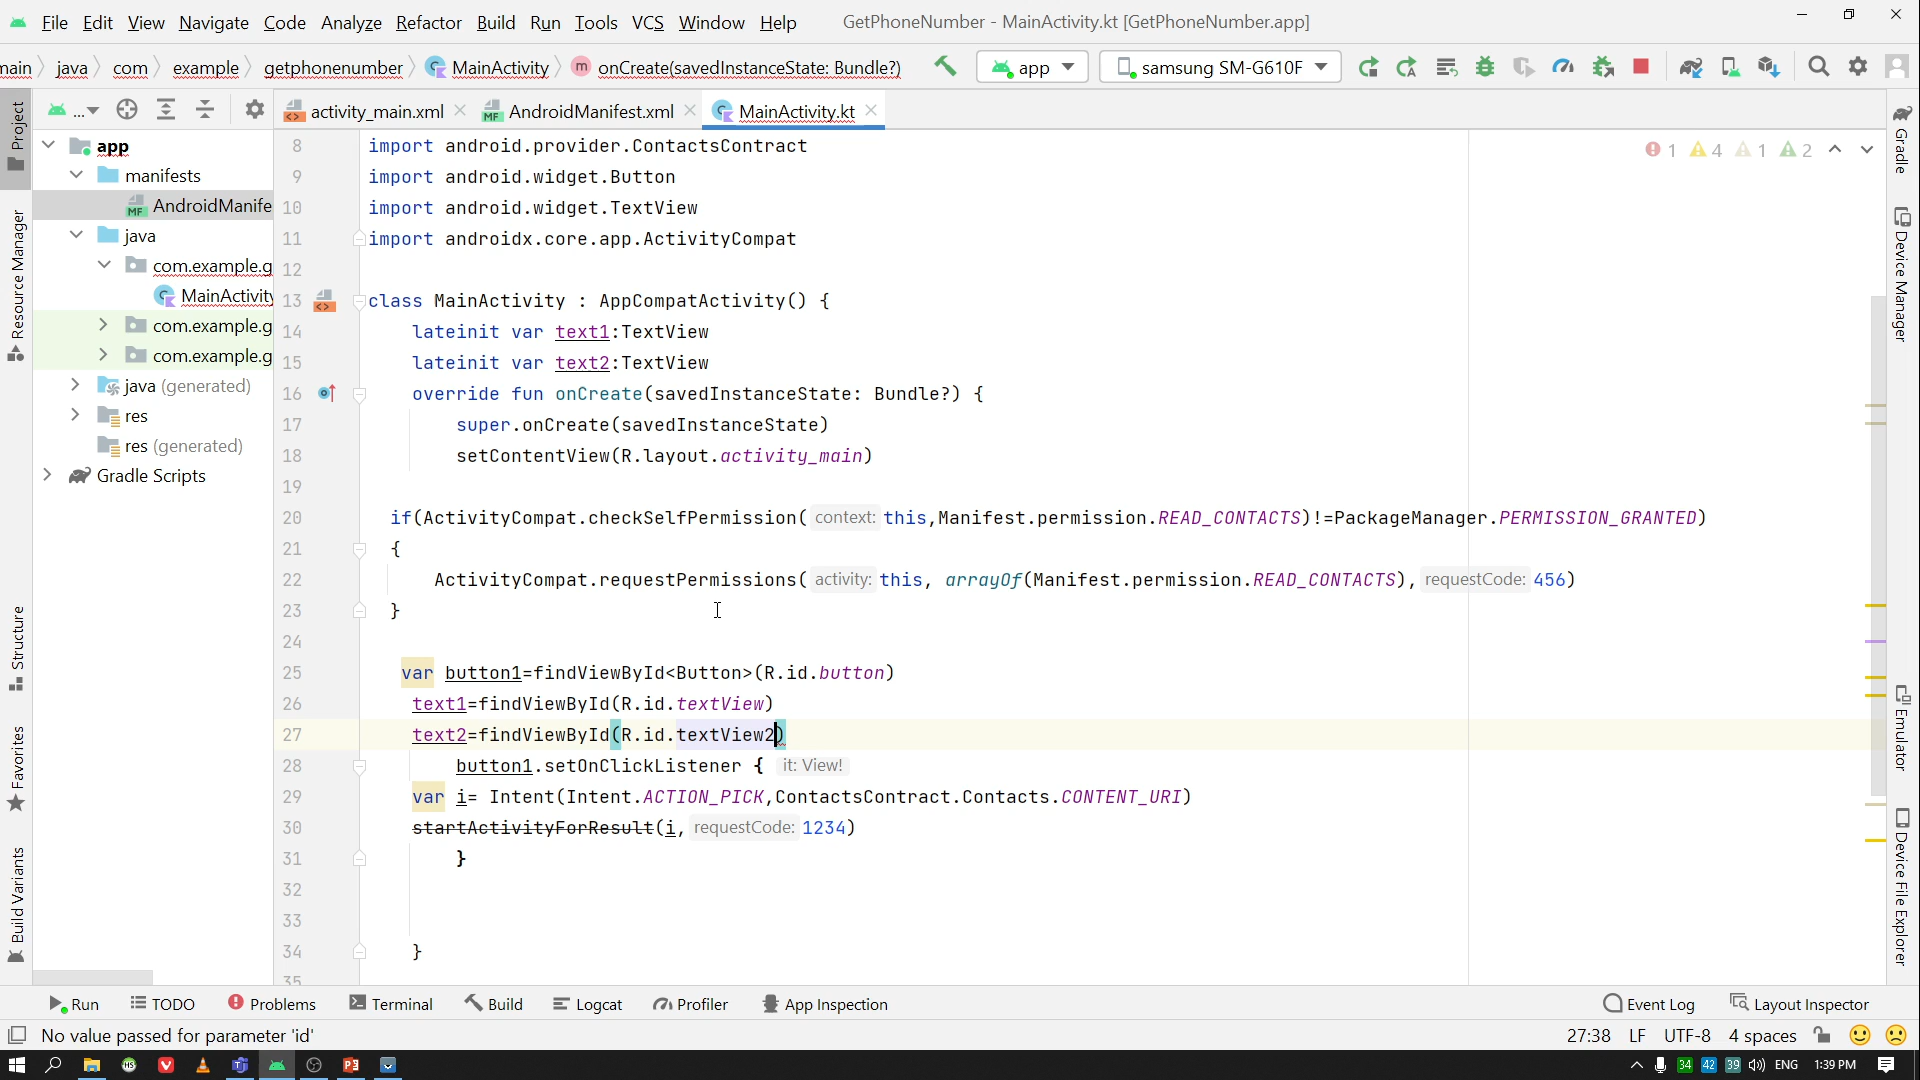 File Edit View Navigate Code Analyze Refactor Build Run Tools VCS Window Help GetPhoneNumber - MainActivity.kt [GetPhoneNumber.app]
main java com example getphonenumber MainActivity m onCreate(savedInstanceState: Bundle?) app samsung SM-G610F
... activity_main.xml MF AndroidManifest.xml MainActivity.kt
Project
Resource Manager
Structure
Favorites
Build Variants
app
manifests
MF AndroidManife
java
com.example.g
MainActivity
com.example.g
com.example.g
java (generated)
res
res (generated)
Gradle Scripts
1 4 1 2
8 import android.provider.ContactsContract
9 import android.widget.Button
10 import android.widget.TextView
11 import androidx.core.app.ActivityCompat
12
13 class MainActivity : AppCompatActivity() {
14 lateinit var text1:TextView
15 lateinit var text2:TextView
16 override fun onCreate(savedInstanceState: Bundle?) {
17 super.onCreate(savedInstanceState)
18 setContentView(R.layout.activity_main)
19
20 if(ActivityCompat.checkSelfPermission( context: this,Manifest.permission.READ_CONTACTS)!=PackageManager.PERMISSION_GRANTED)
21 {
22 ActivityCompat.requestPermissions( activity: this, arrayOf(Manifest.permission.READ_CONTACTS), requestCode: 456)
23 }
24
25 var button1=findViewById<Button>(R.id.button)
26 text1=findViewById(R.id.textView)
27 text2=findViewById(R.id.textView2)
28 button1.setOnClickListener { it: View!
29 var i= Intent(Intent.ACTION_PICK,ContactsContract.Contacts.CONTENT_URI)
30 startActivityForResult(i, requestCode: 1234)
31 }
32
33
34 }
35
Gradle
Device Manager
Emulator
Device File Explorer
Run TODO Problems Terminal Build Logcat Profiler App Inspection Event Log Layout Inspector
No value passed for parameter 'id' 27:38 LF UTF-8 4 spaces
34 42 39 ENG 1:39 PM